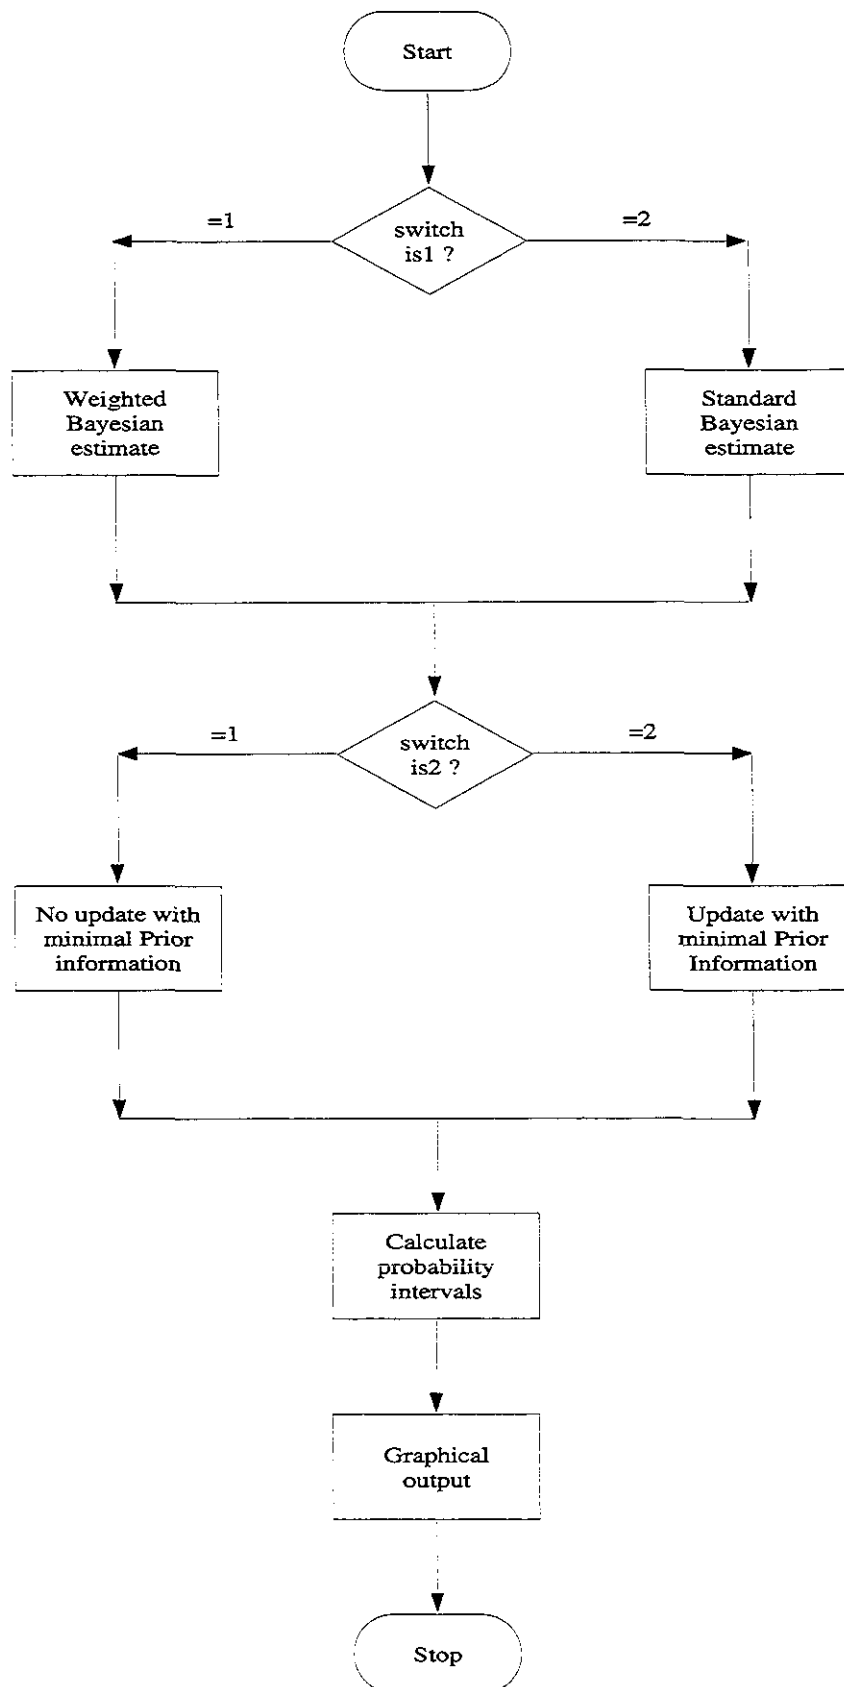 Start
switch
is1 ?
=1
=2
Weighted
Bayesian
estimate
Standard
Bayesian
estimate
switch
is2 ?
=1
=2
No update with
minimal Prior
information
Update with
minimal Prior
Information
Calculate
probability
intervals
Graphical
output
Stop